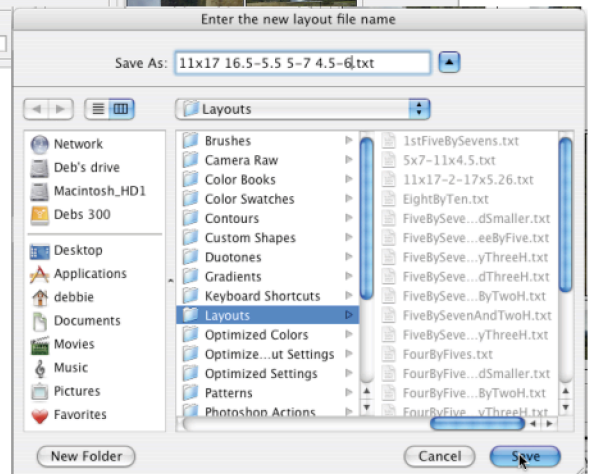 Enter the new layout file name
Save As: 11x17 16.5-5.5 5-7 4.5-6.txt
Layouts
Network
Deb's drive
Macintosh_HD1
Debs 300
Desktop
Applications
debbie
Documents
Movies
Music
Pictures
Favorites
Brushes
Camera Raw
Color Books
Color Swatches
Contours
Custom Shapes
Duotones
Gradients
Keyboard Shortcuts
Layouts
Optimized Colors
Optimize...ut Settings
Optimized Settings
Patterns
Photoshop Actions
1stFiveBySevens.txt
5x7-11x4.5.txt
11x17-2-17x5.26.txt
EightByTen.txt
FiveBySeve...dSmaller.txt
FiveBySeve...eeByFive.txt
FiveBySeve...yThreeH.txt
FiveBySeve...dThreeH.txt
FiveBySeve...ByTwoH.txt
FiveBySevenAndTwoH.txt
FiveBySeve...yThreeH.txt
FourByFives.txt
FourByFive...dSmaller.txt
FourByFive...ByTwoH.txt
FourByFive...yThreeH.txt
New Folder
Cancel
Save